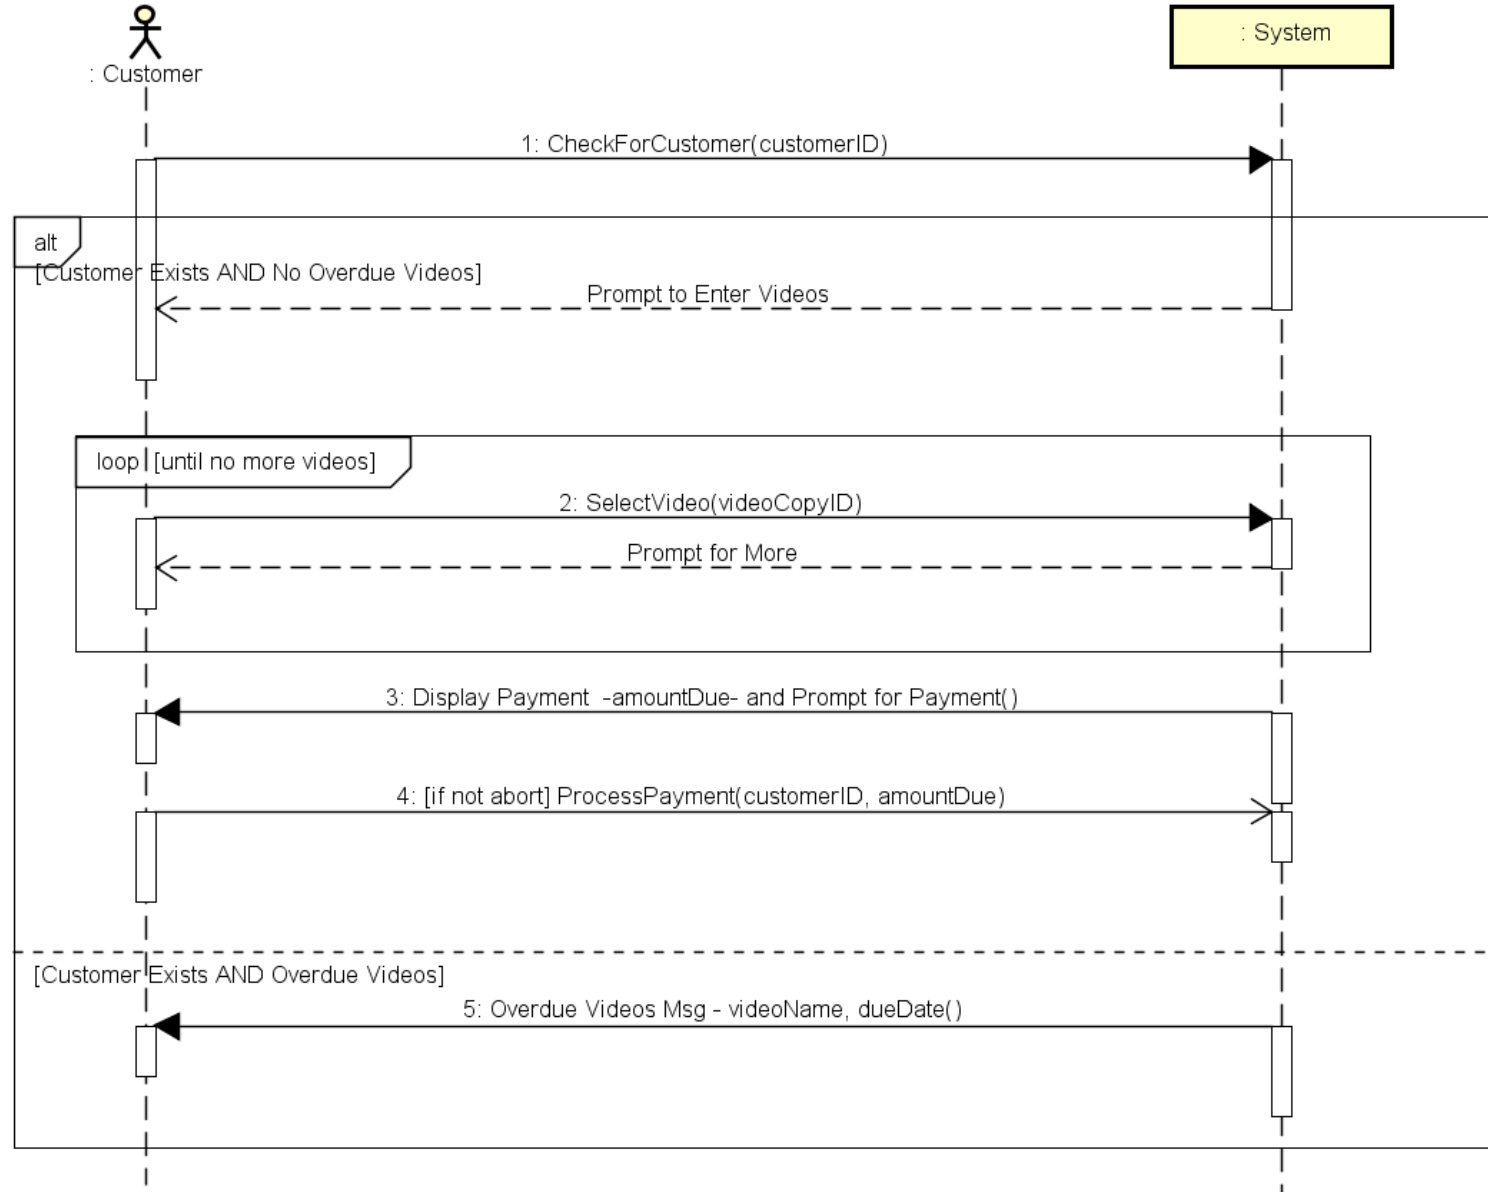 : Customer
: System
1: CheckForCustomer(customerID)
alt
[Customer Exists AND No Overdue Videos]
Prompt to Enter Videos
loop [until no more videos]
2: SelectVideo(videoCopyID)
Prompt for More
3: Display Payment -amountDue- and Prompt for Payment()
4: [if not abort] ProcessPayment(customerID, amountDue)
[Customer Exists AND Overdue Videos]
5: Overdue Videos Msg - videoName, dueDate()